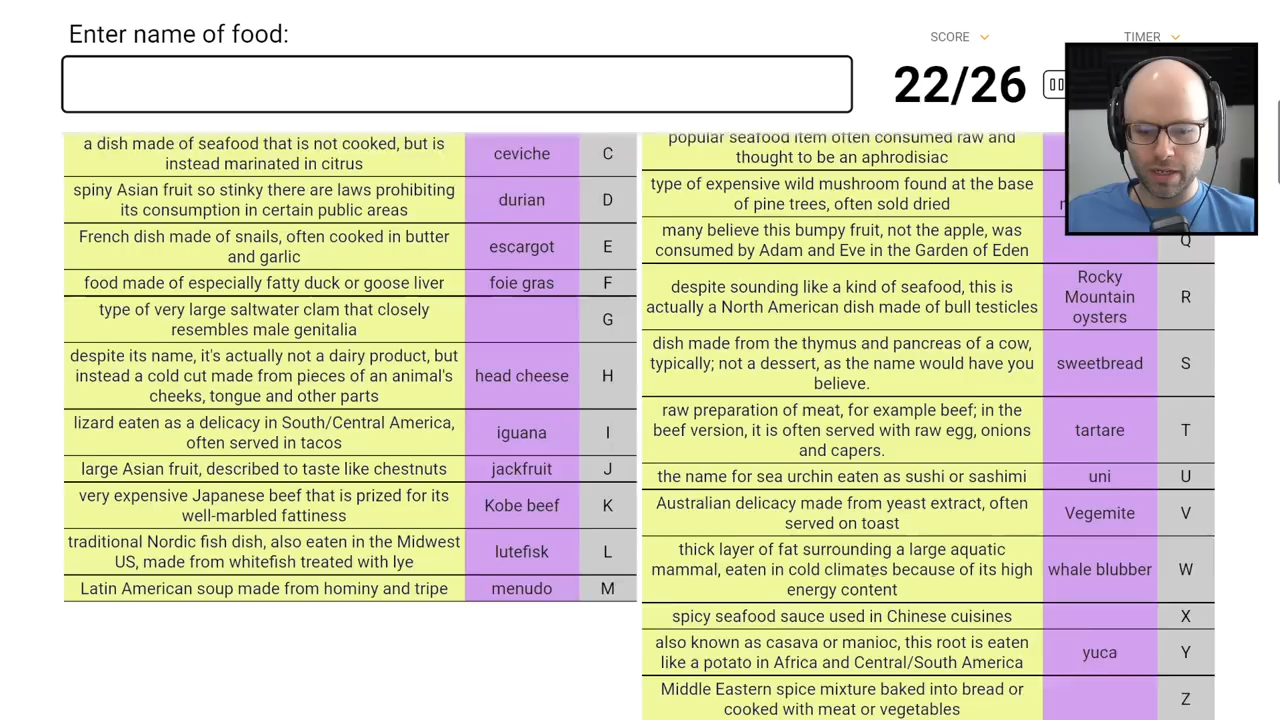 Enter name of food:
SCORE
TIMER
22/26
a dish made of seafood that is not cooked, but is
instead marinated in citrus
ceviche
C
spiny Asian fruit so stinky there are laws prohibiting
its consumption in certain public areas
durian
D
French dish made of snails, often cooked in butter
and garlic
escargot
E
food made of especially fatty duck or goose liver
foie gras
F
type of very large saltwater clam that closely
resembles male genitalia
G
despite its name, it's actually not a dairy product, but
instead a cold cut made from pieces of an animal's
cheeks, tongue and other parts
head cheese
H
lizard eaten as a delicacy in South/Central America,
often served in tacos
iguana
I
large Asian fruit, described to taste like chestnuts
jackfruit
J
very expensive Japanese beef that is prized for its
well-marbled fattiness
Kobe beef
K
traditional Nordic fish dish, also eaten in the Midwest
US, made from whitefish treated with lye
lutefisk
L
Latin American soup made from hominy and tripe
menudo
M
popular seafood item often consumed raw and
thought to be an aphrodisiac
type of expensive wild mushroom found at the base
of pine trees, often sold dried
many believe this bumpy fruit, not the apple, was
consumed by Adam and Eve in the Garden of Eden
Q
despite sounding like a kind of seafood, this is
actually a North American dish made of bull testicles
Rocky
Mountain
oysters
R
dish made from the thymus and pancreas of a cow,
typically; not a dessert, as the name would have you
believe.
sweetbread
S
raw preparation of meat, for example beef; in the
beef version, it is often served with raw egg, onions
and capers.
tartare
T
the name for sea urchin eaten as sushi or sashimi
uni
U
Australian delicacy made from yeast extract, often
served on toast
Vegemite
V
thick layer of fat surrounding a large aquatic
mammal, eaten in cold climates because of its high
energy content
whale blubber
W
spicy seafood sauce used in Chinese cuisines
X
also known as casava or manioc, this root is eaten
like a potato in Africa and Central/South America
yuca
Y
Middle Eastern spice mixture baked into bread or
cooked with meat or vegetables
Z